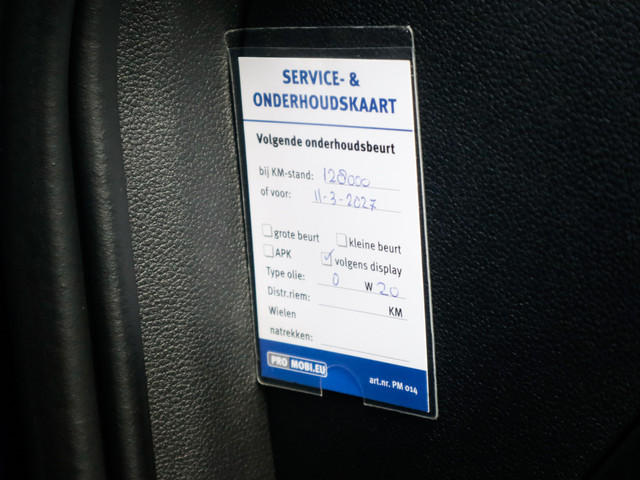 SERVICE- &
ONDERHOUDSKAART
Volgende onderhoudsbeurt
bij KM-stand: 128000
of voor: 11-3-2027
grote beurt kleine beurt
APK volgens display
Type olie: 0 W 20
Distr.riem: KM
Wielen
natrekken:
PRO MOBI.EU art.nr. PM 014